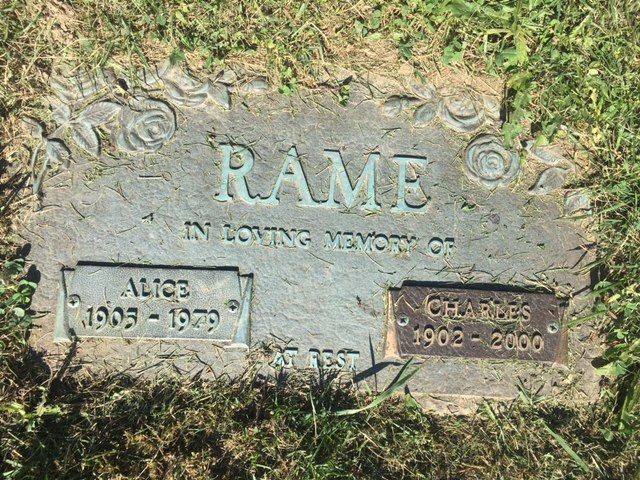 RAME
IN LOVING MEMORY OF
ALICE
1905 - 1979
CHARLES
1902 - 2000
AT REST